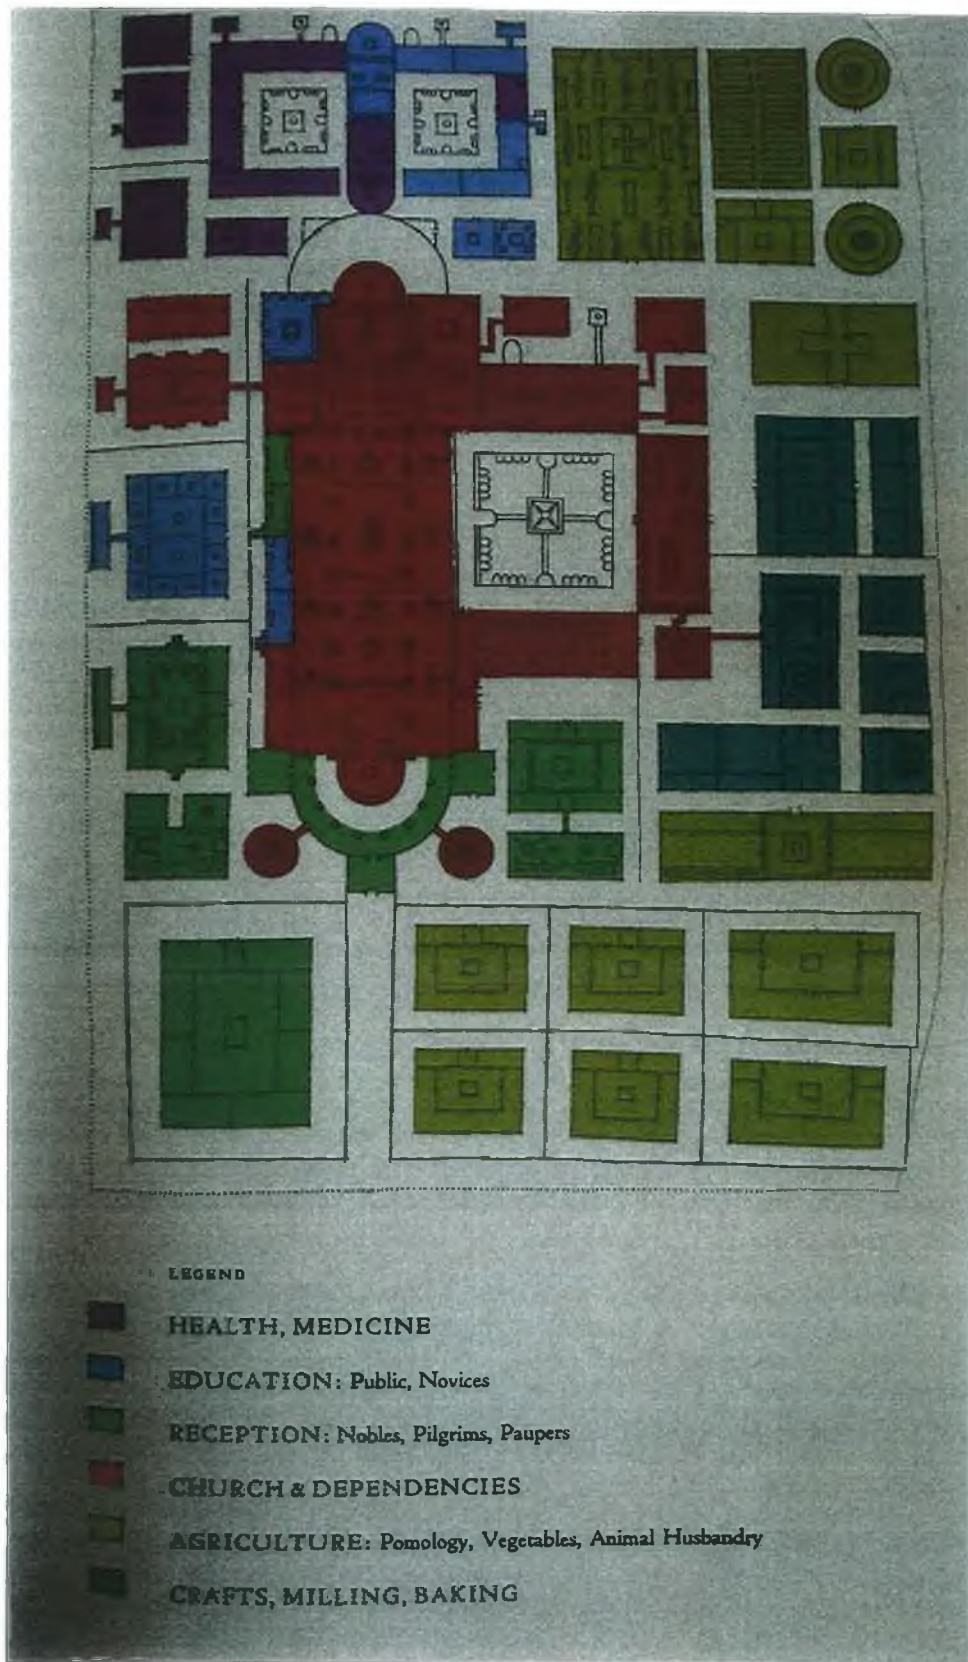 LEGEND
HEALTH, MEDICINE
EDUCATION: Public, Novices
RECEPTION: Nobles, Pilgrims, Paupers
CHURCH & DEPENDENCIES
AGRICULTURE: Pomology, Vegetables, Animal Husbandry
CRAFTS, MILLING, BAKING